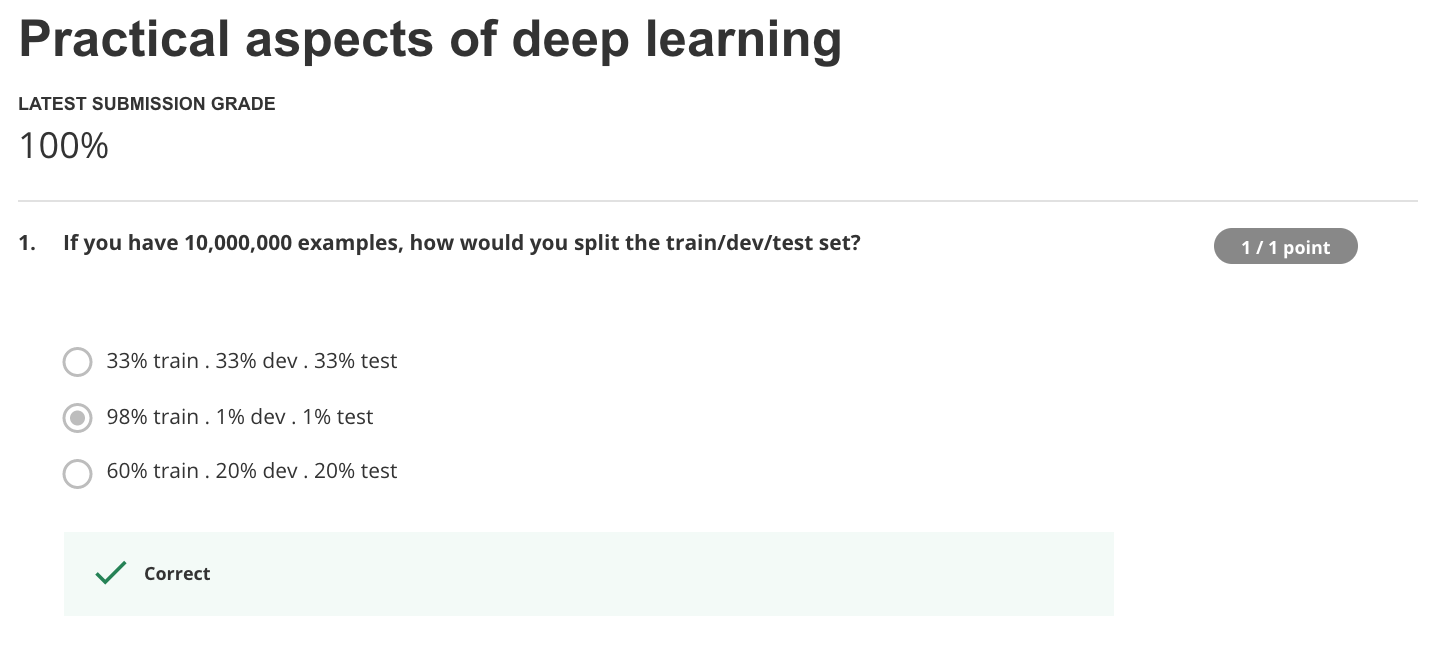 Practical aspects of deep learning
LATEST SUBMISSION GRADE
100%
1. If you have 10,000,000 examples, how would you split the train/dev/test set?
1 / 1 point
33% train . 33% dev . 33% test
98% train . 1% dev . 1% test
60% train . 20% dev . 20% test
Correct